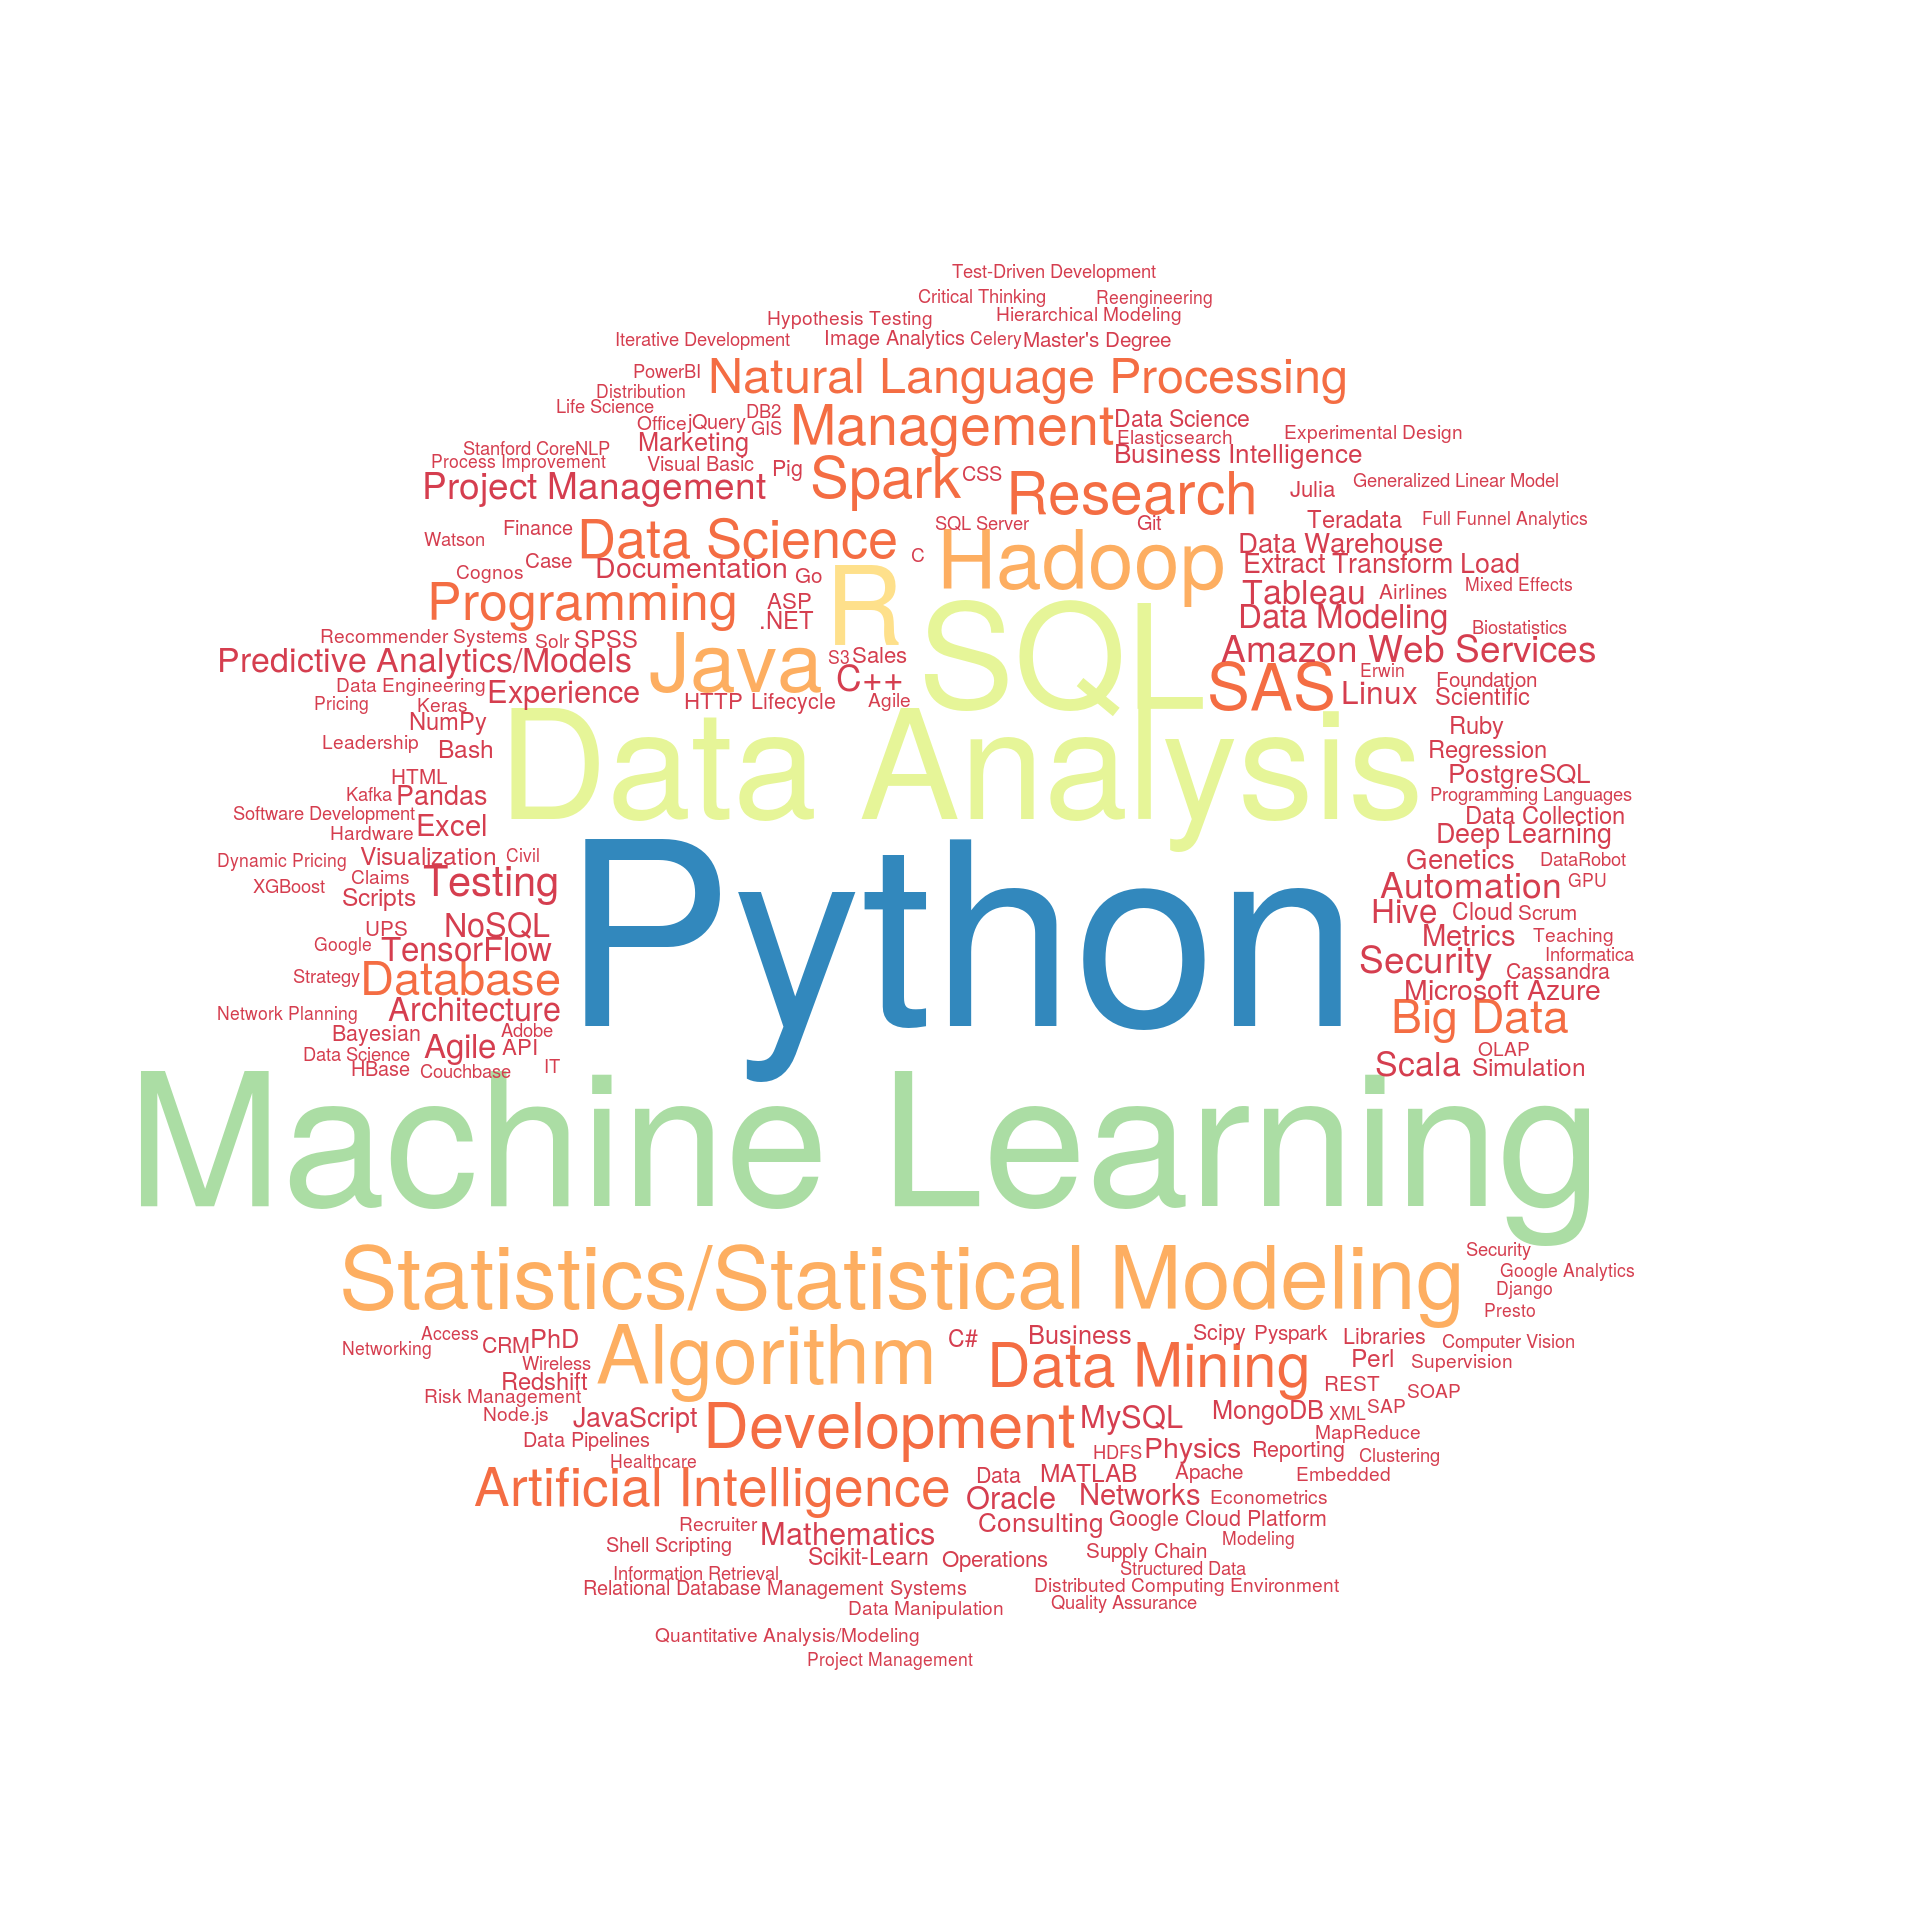 Test-Driven Development
Critical Thinking
Reengineering
Hypothesis Testing
Hierarchical Modeling
Iterative Development
Image Analytics
Celery
Master's Degree
PowerBI
Natural Language Processing
Distribution
Life Science
Office
jQuery
DB2
GIS
Management
Data Science
Elasticsearch
Experimental Design
Marketing
Stanford CoreNLP
Process Improvement
Visual Basic
Pig
Business Intelligence
Project Management
Spark
CSS
Research
Julia
Generalized Linear Model
Finance
Watson
Data Science
SQL Server
Git
Teradata
Full Funnel Analytics
C
Hadoop
Data Warehouse
Case
Cognos
Documentation
Go
Extract Transform Load
Programming
ASP
.NET
R
Tableau
Airlines
Mixed Effects
Data Modeling
Recommender Systems
Solr
SPSS
Java
SQL
Biostatistics
Predictive Analytics/Models
S3
Sales
Amazon Web Services
Data Engineering
Experience
C++
SAS
Erwin
Foundation
Linux
Scientific
Pricing
Keras
HTTP
Lifecycle
Agile
NumPy
Ruby
Leadership
Bash
Data Analysis
Regression
HTML
PostgreSQL
Kafka
Pandas
Programming Languages
Software Development
Data Collection
Hardware
Excel
Deep Learning
Dynamic Pricing
Visualization
Civil
Genetics
DataRobot
XGBoost
Claims
Testing
Automation
GPU
Scripts
Python
Hive
Cloud
Scrum
UPS
NoSQL
Metrics
Teaching
Google
TensorFlow
Informatica
Security
Strategy
Database
Cassandra
Microsoft Azure
Network Planning
Architecture
Big Data
Bayesian
Adobe
Data Science
Agile
API
OLAP
HBase
Couchbase
IT
Scala
Simulation
Machine Learning
Statistics/Statistical Modeling
Security
Google Analytics
Django
Presto
Networking
Access
CRM
PhD
Algorithm
C#
Business
Scipy
Pyspark
Libraries
Computer Vision
Wireless
Data Mining
Perl
Supervision
Redshift
Risk Management
REST
SOAP
Node.js
JavaScript
Development
MySQL
MongoDB
XML
SAP
Data Pipelines
MapReduce
HDFS
Physics
Reporting
Clustering
Healthcare
Artificial Intelligence
Data
MATLAB
Apache
Embedded
Oracle
Networks
Econometrics
Recruiter
Mathematics
Consulting
Google Cloud Platform
Shell Scripting
Modeling
Scikit-Learn
Operations
Supply Chain
Information Retrieval
Structured Data
Relational Database Management Systems
Distributed Computing Environment
Data Manipulation
Quality Assurance
Quantitative Analysis/Modeling
Project Management